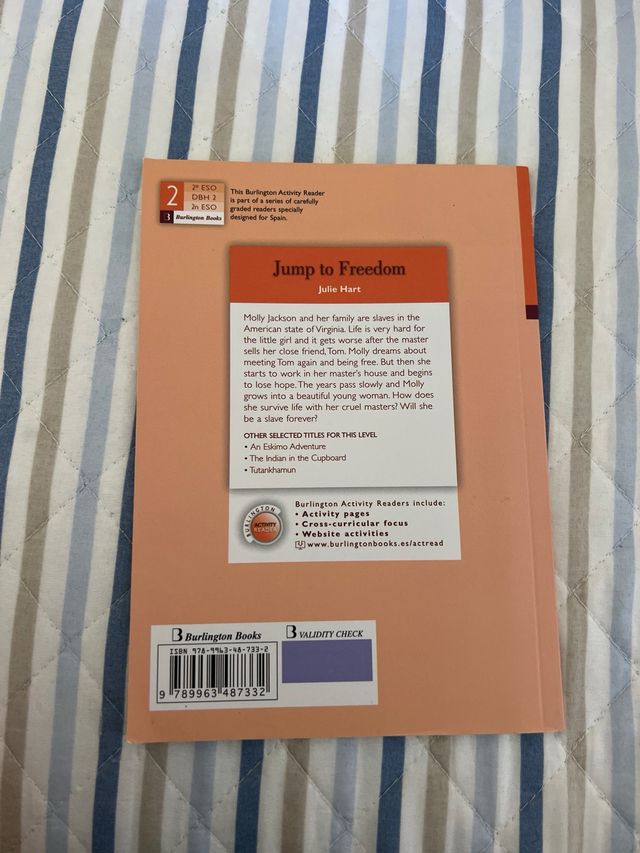 2
2º ESO
DBH 2
2n ESO
B Burlington Books
This Burlington Activity Reader
is part of a series of carefully
graded readers specially
designed for Spain.
Jump to Freedom
Julie Hart
Molly Jackson and her family are slaves in the
American state of Virginia. Life is very hard for
the little girl and it gets worse after the master
sells her close friend, Tom. Molly dreams about
meeting Tom again and being free. But then she
starts to work in her master's house and begins
to lose hope. The years pass slowly and Molly
grows into a beautiful young woman. How does
she survive life with her cruel masters? Will she
be a slave forever?
OTHER SELECTED TITLES FOR THIS LEVEL
• An Eskimo Adventure
• The Indian in the Cupboard
• Tutankhamun
BURLINGTON
ACTIVITY
READER
Burlington Activity Readers include:
• Activity pages
• Cross-curricular focus
• Website activities
www.burlingtonbooks.es/actread
B Burlington Books
B VALIDITY CHECK
ISBN 978-9963-48-733-2
9 789963 487332